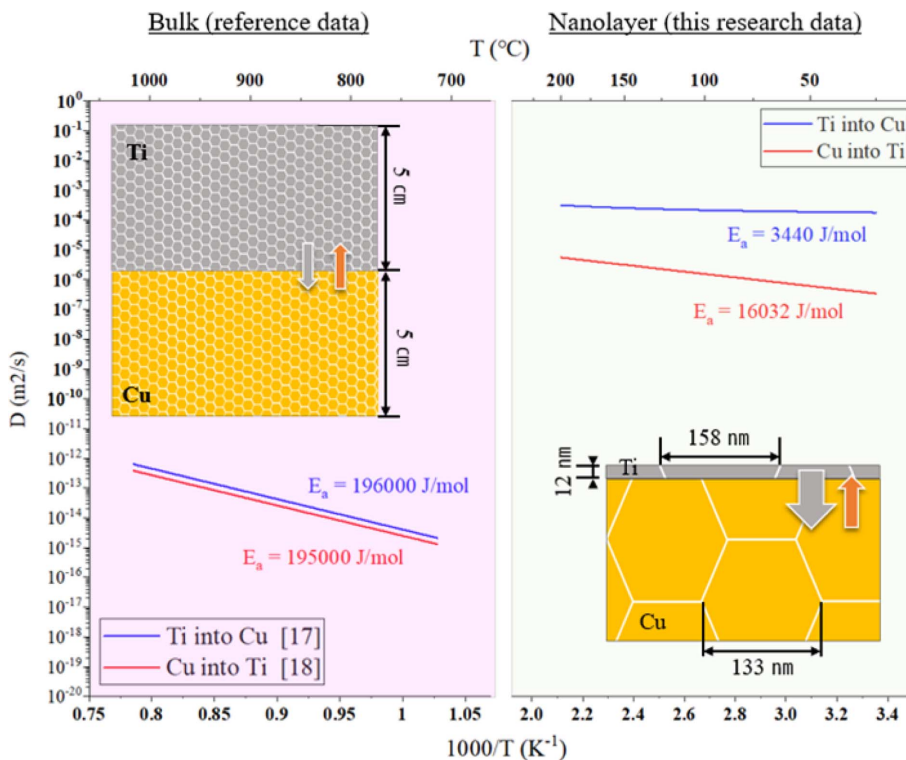 Bulk (reference data)
Nanolayer (this research data)
T (°C)
1000 900 840 780 700
200 150 100 50
D (m2/s)
10^0
10^-1
10^-2
10^-3
10^-4
10^-5
10^-6
10^-7
10^-8
10^-9
10^-10
10^-11
10^-12
10^-13
10^-14
10^-15
10^-16
10^-17
10^-18
10^-19
10^-20
Ti
5 cm
Cu
5 cm
E_a = 196000 J/mol
E_a = 195000 J/mol
Ti into Cu [17]
Cu into Ti [18]
0.75 0.8 0.85 0.9 0.95 1 1.05
Ti into Cu
Cu into Ti
E_a = 3440 J/mol
E_a = 16032 J/mol
158 nm
12 nm
Ti
Cu
133 nm
2.0 2.2 2.4 2.6 2.8 3.0 3.2 3.4
1000/T (K^-1)